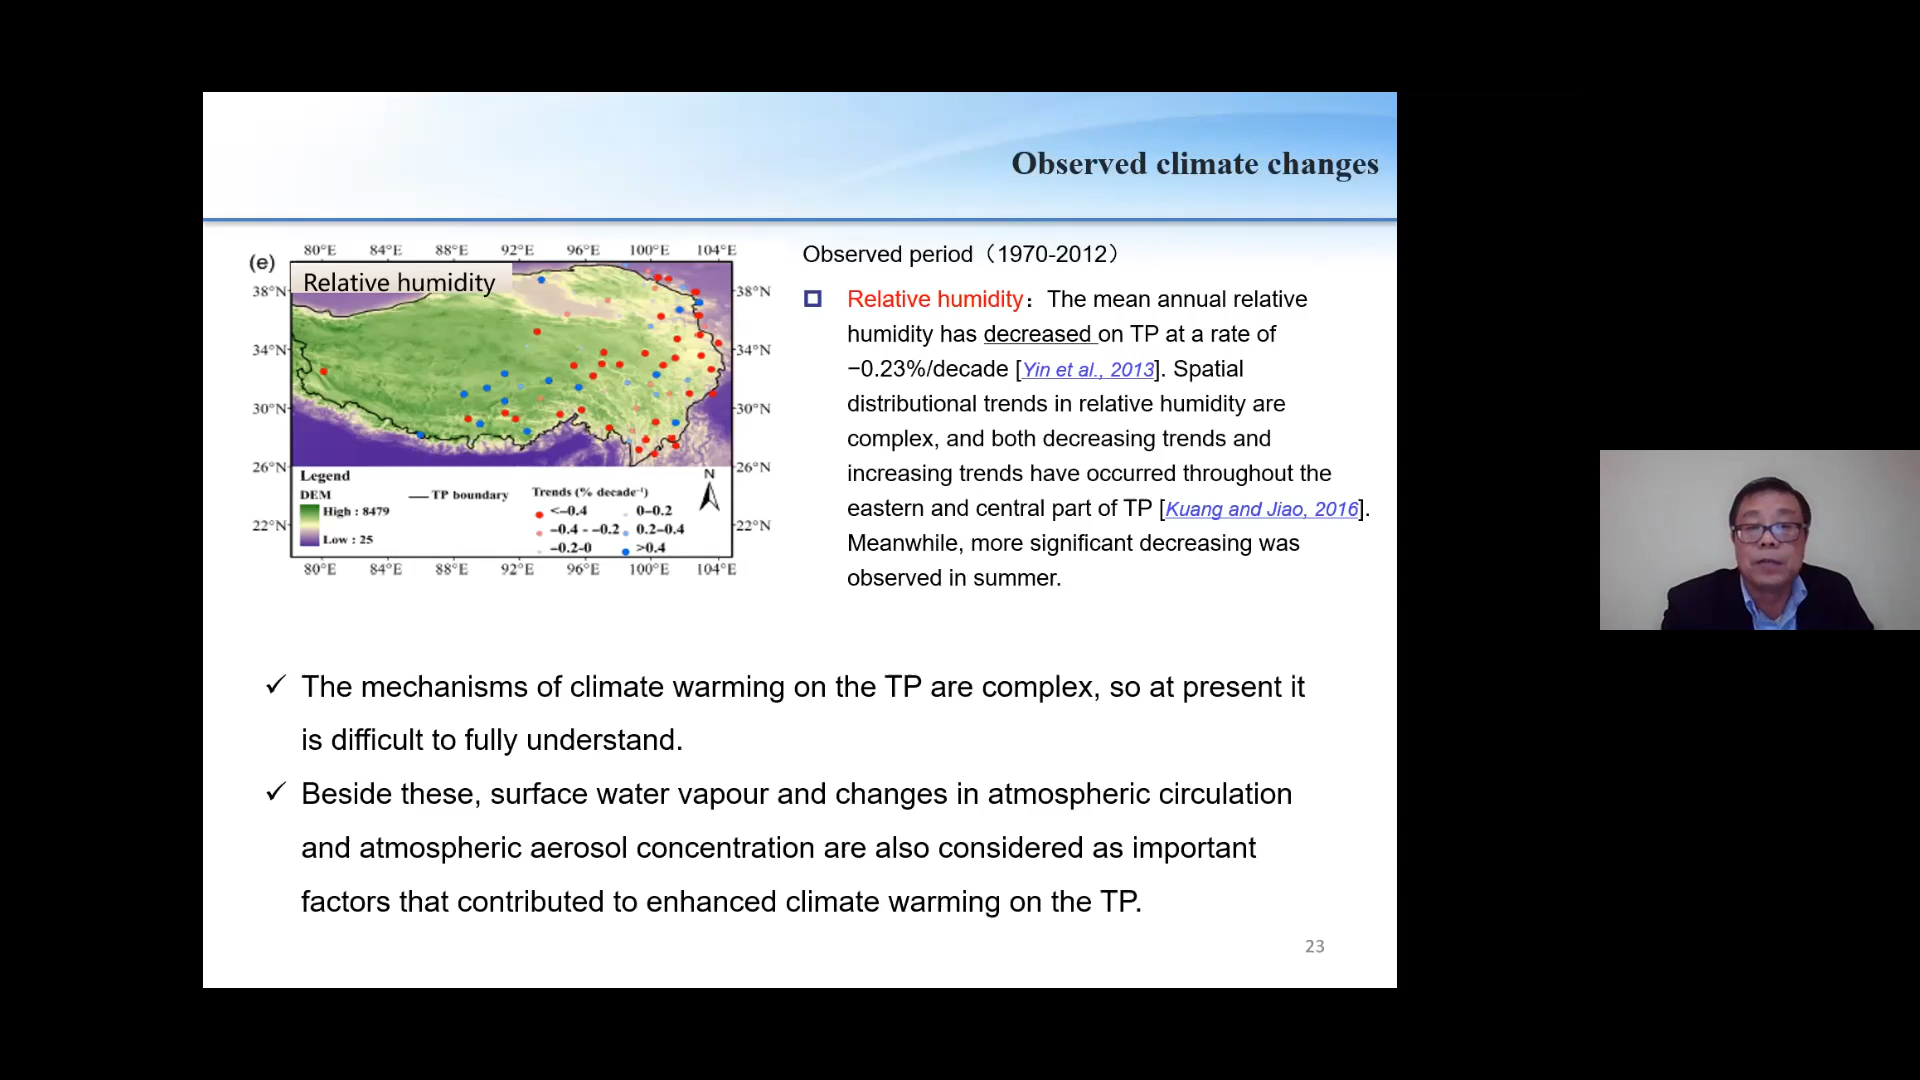 Observed climate changes
(e)
80°E 84°E 88°E 92°E 96°E 100°E 104°E
Relative humidity
38°N 38°N
34°N 34°N
30°N 30°N
26°N 26°N
22°N 22°N
Legend
DEM
High : 8479
Low : 25
TP boundary
Trends (% decade⁻¹)
<–0.4 0–0.2
–0.4 - –0.2 0.2–0.4
–0.2-0 >0.4
N
80°E 84°E 88°E 92°E 96°E 100°E 104°E
Observed period（1970-2012）
Relative humidity：The mean annual relative
humidity has decreased on TP at a rate of
−0.23%/decade [Yin et al., 2013]. Spatial
distributional trends in relative humidity are
complex, and both decreasing trends and
increasing trends have occurred throughout the
eastern and central part of TP [Kuang and Jiao, 2016].
Meanwhile, more significant decreasing was
observed in summer.
✓ The mechanisms of climate warming on the TP are complex, so at present it
is difficult to fully understand.
✓ Beside these, surface water vapour and changes in atmospheric circulation
and atmospheric aerosol concentration are also considered as important
factors that contributed to enhanced climate warming on the TP.
23